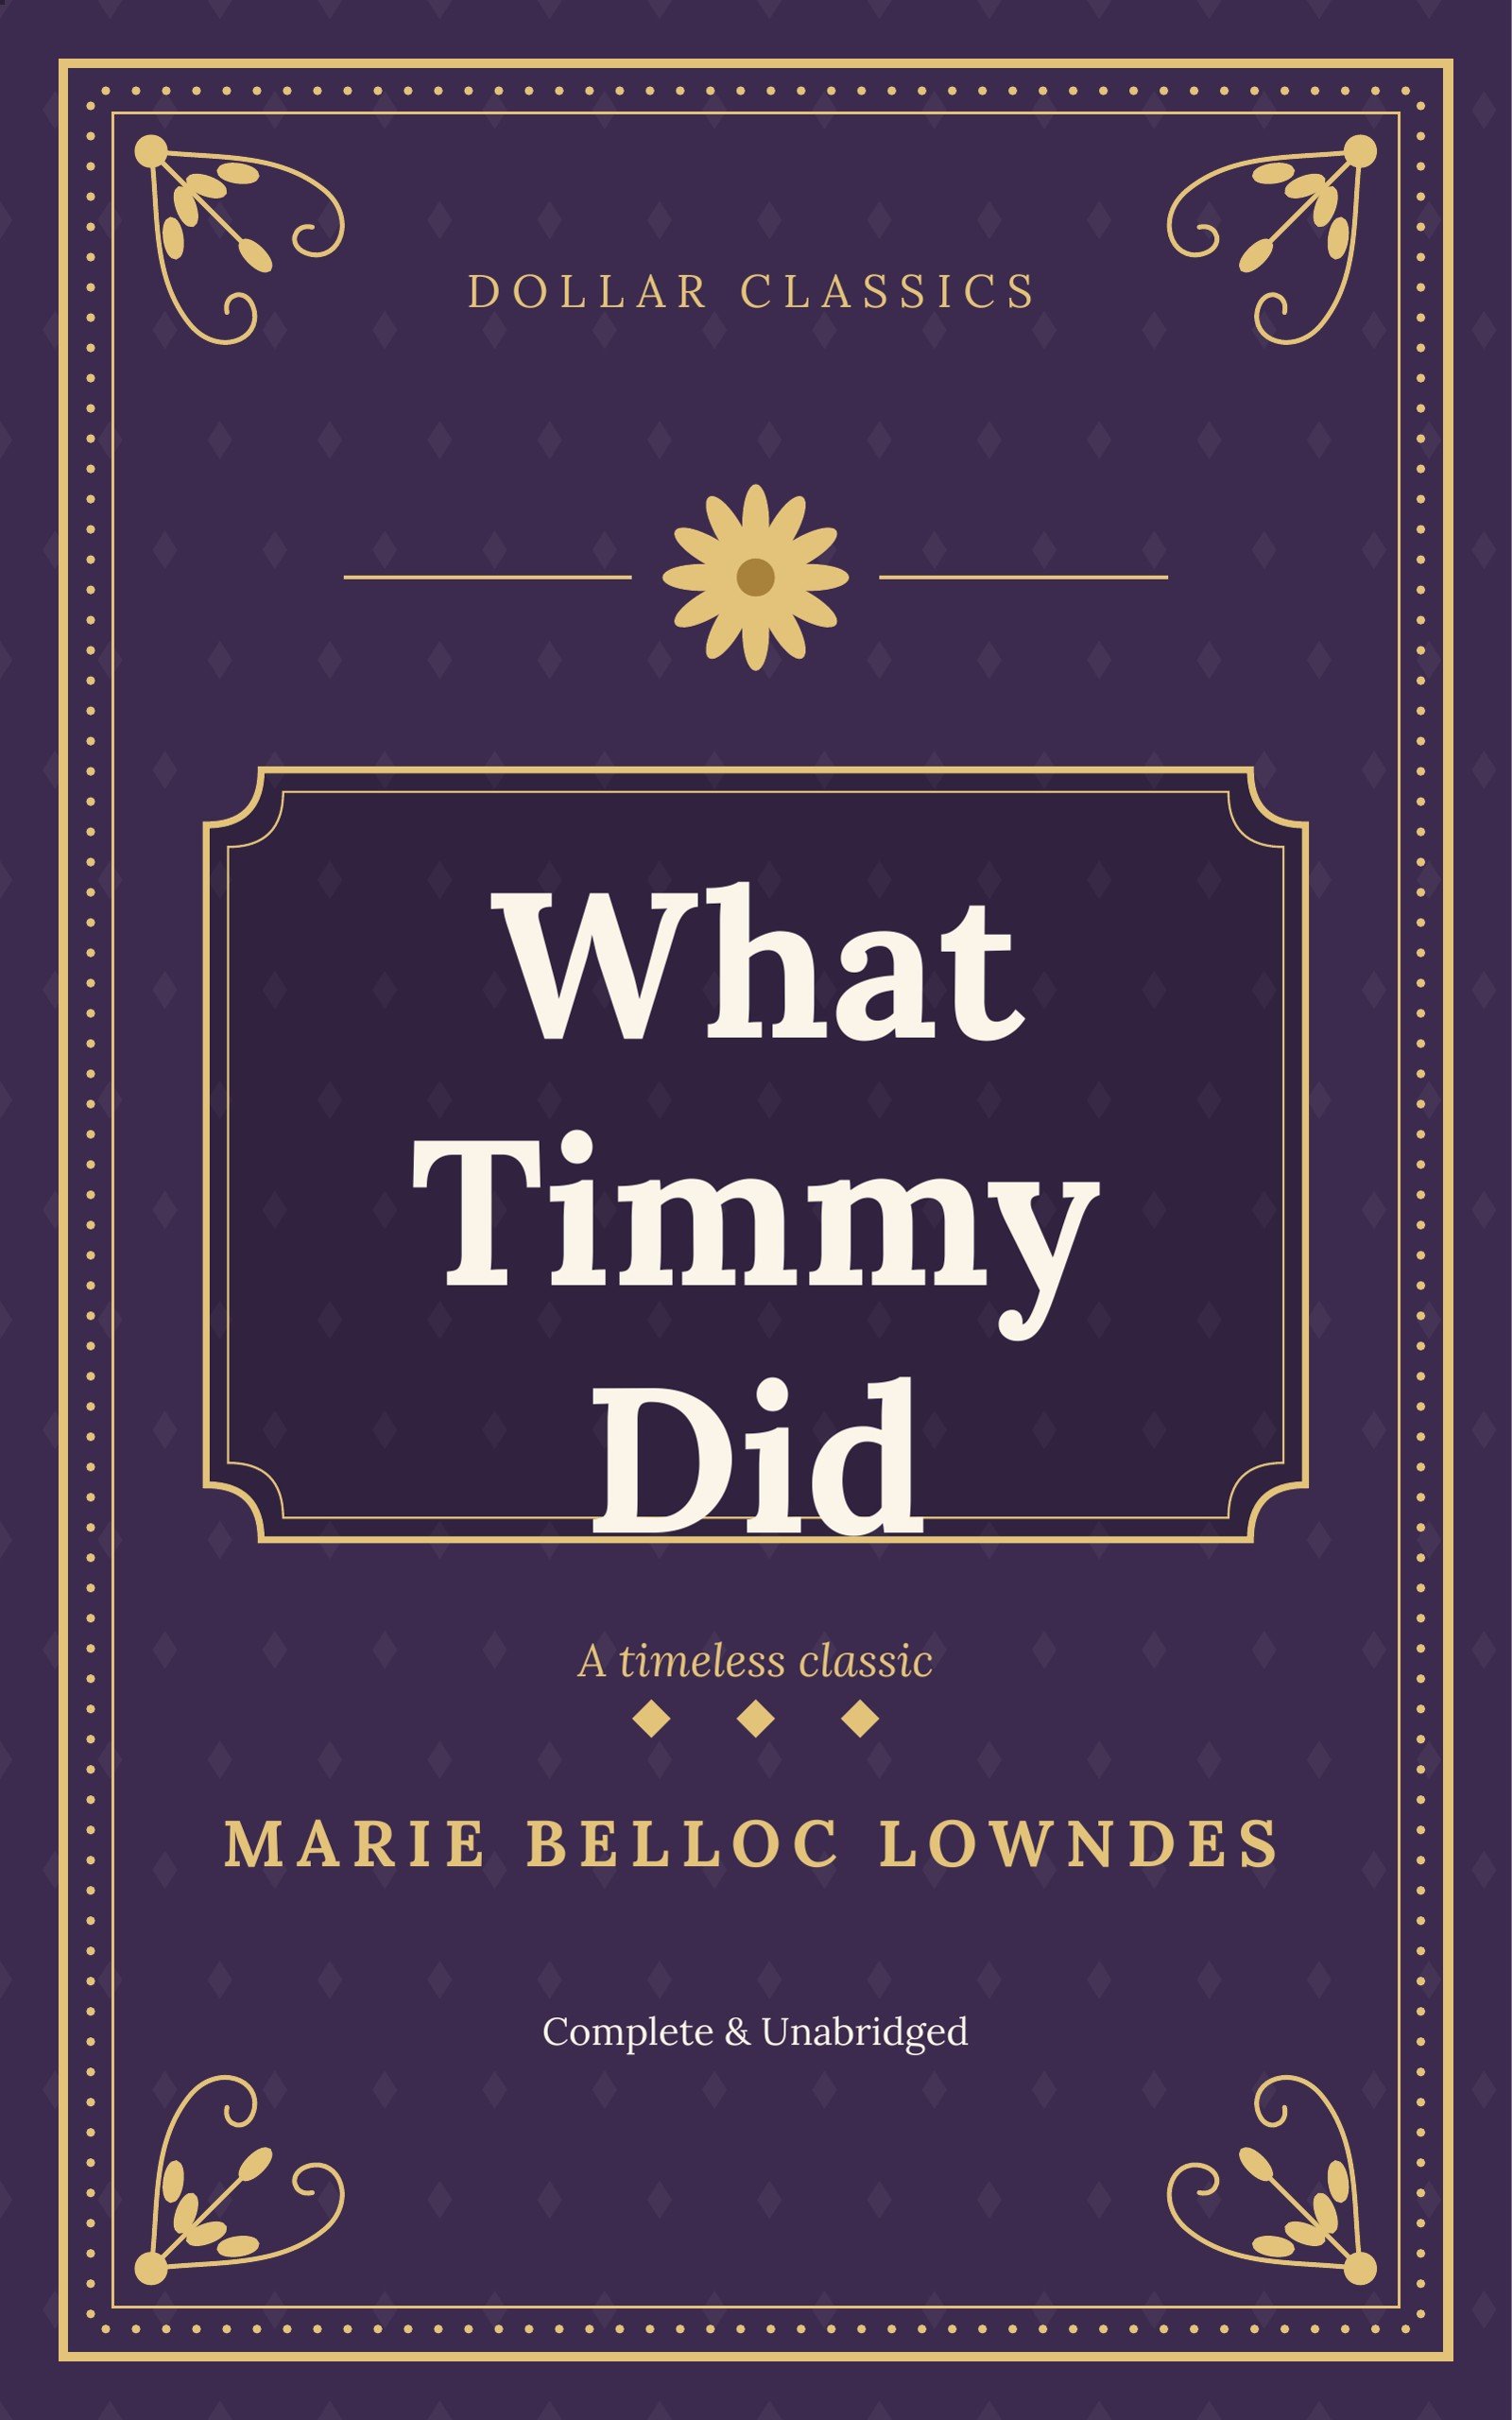 DOLLAR CLASSICS
What
Timmy
Did
A timeless classic
MARIE BELLOC LOWNDES
Complete & Unabridged